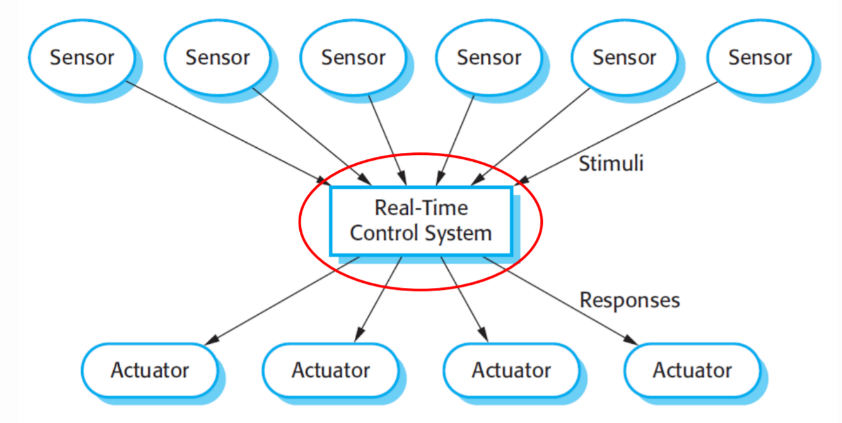 Sensor
Sensor
Sensor
Sensor
Sensor
Sensor
Stimuli
Real-Time
Control System
Responses
Actuator
Actuator
Actuator
Actuator